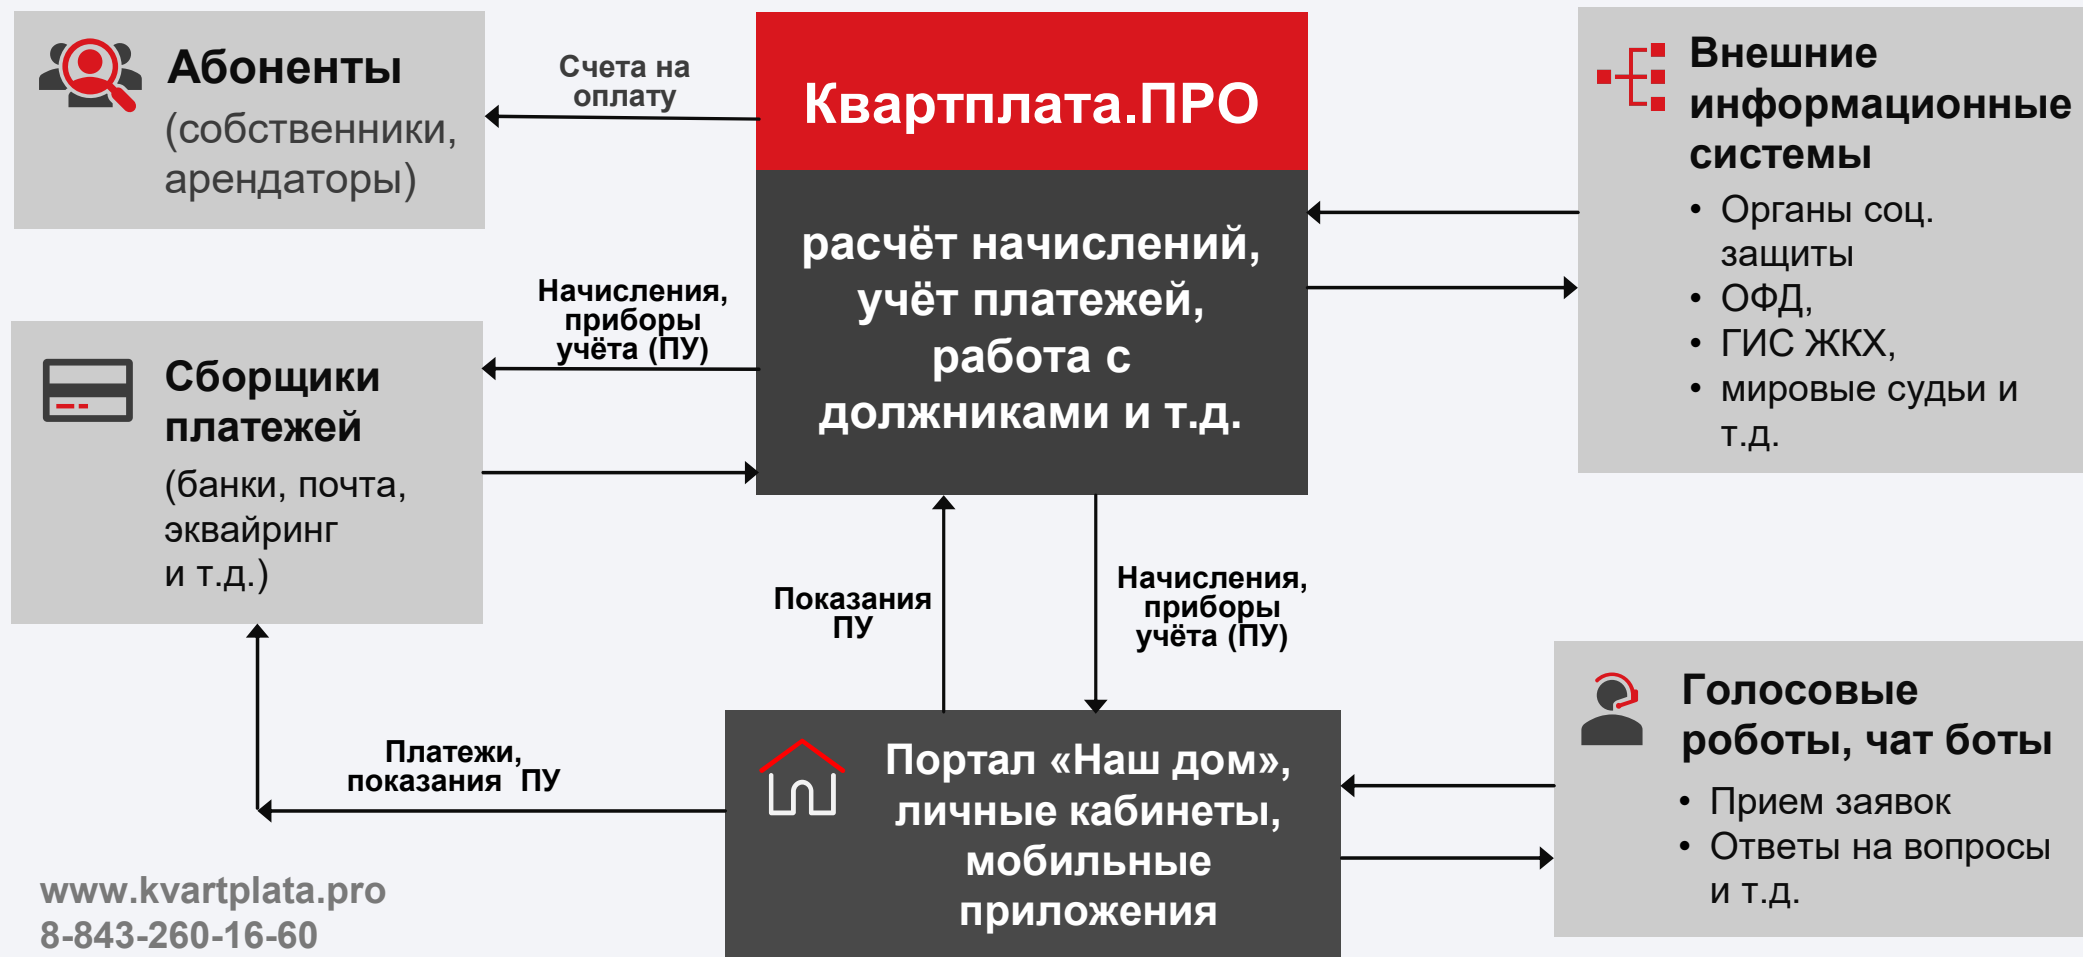 Абоненты
(собственники,
арендаторы)
Счета на
оплату
Квартплата.ПРО
расчёт начислений,
учёт платежей,
работа с
должниками и т.д.
Внешние
информационные
системы
• Органы соц.
защиты
• ОФД,
• ГИС ЖКХ,
• мировые судьи и
т.д.
Начисления,
приборы
учёта (ПУ)
Сборщики
платежей
(банки, почта,
эквайринг
и т.д.)
Показания
ПУ
Начисления,
приборы
учёта (ПУ)
Платежи,
показания ПУ
Портал «Наш дом»,
личные кабинеты,
мобильные
приложения
Голосовые
роботы, чат боты
• Прием заявок
• Ответы на вопросы
и т.д.
www.kvartplata.pro
8-843-260-16-60